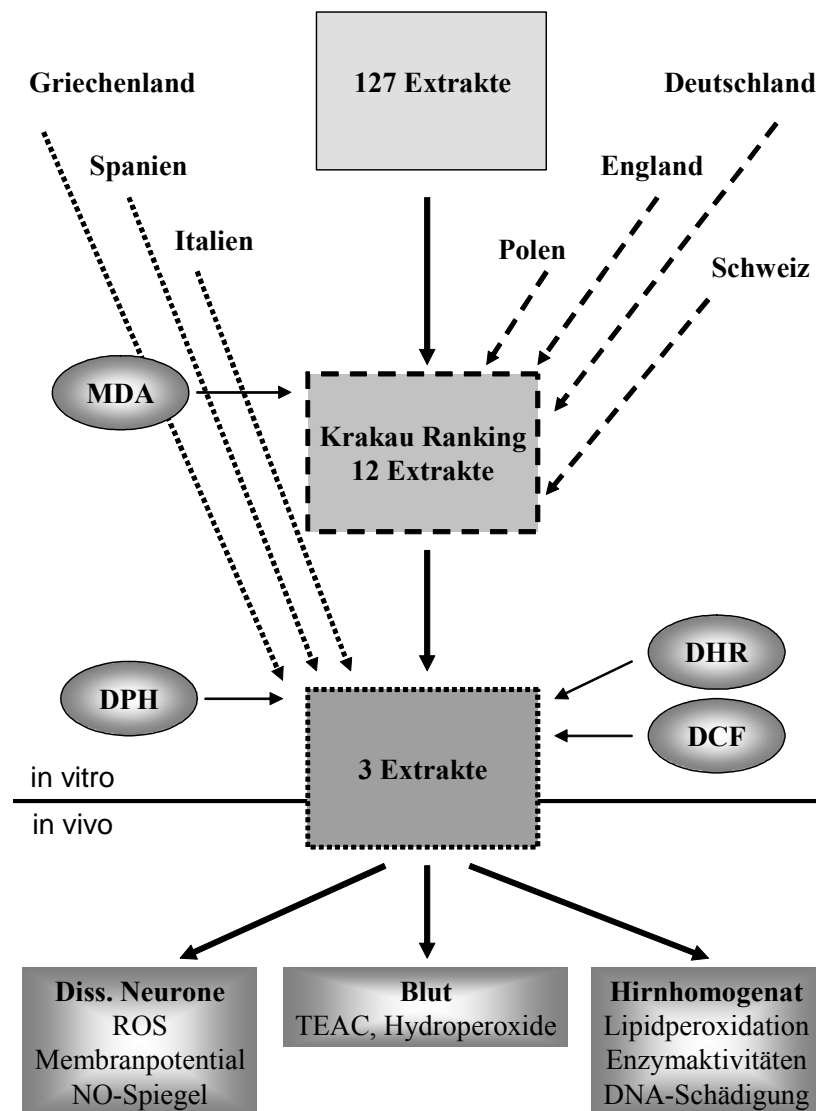 127 Extrakte
Griechenland
Deutschland
Spanien
England
Italien
Polen
Schweiz
MDA
Krakau Ranking
12 Extrakte
DHR
DPH
DCF
3 Extrakte
in vitro
in vivo
Diss. Neurone
ROS
Membranpotential
NO-Spiegel
Blut
TEAC, Hydroperoxide
Hirnhomogenat
Lipidperoxidation
Enzymaktivitäten
DNA-Schädigung